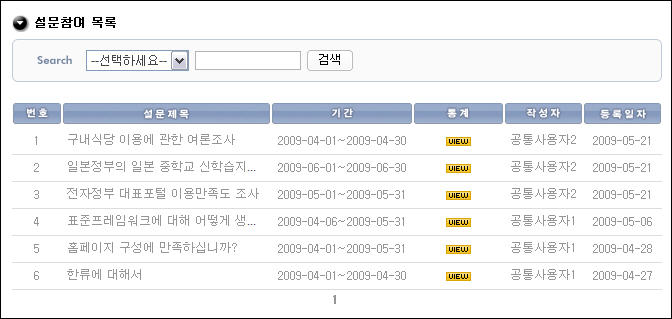 설문참여 목록
Search --선택하세요-- 검색
번호 설문제목 기간 통계 작성자 등록일자
1 구내식당 이용에 관한 여론조사 2009-04-01~2009-04-30 VIEW 공통사용자2 2009-05-21
2 일본정부의 일본 중학교 신학습지... 2009-06-01~2009-06-30 VIEW 공통사용자2 2009-05-21
3 전자정부 대표포털 이용만족도 조사 2009-05-01~2009-05-31 VIEW 공통사용자2 2009-05-21
4 표준프레임워크에 대해 어떻게 생... 2009-04-06~2009-05-31 VIEW 공통사용자1 2009-05-06
5 홈페이지 구성에 만족하십니까? 2009-04-01~2009-05-31 VIEW 공통사용자1 2009-04-28
6 한류에 대해서 2009-04-01~2009-04-30 VIEW 공통사용자1 2009-04-27
1